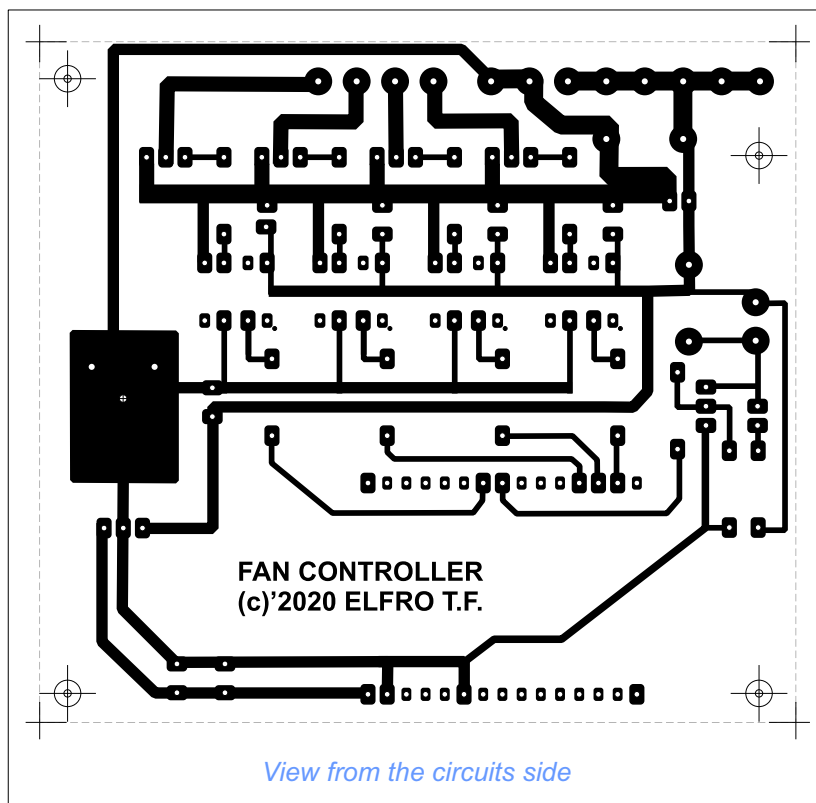 FAN CONTROLLER
(c)'2020 ELFRO T.F.
View from the circuits side